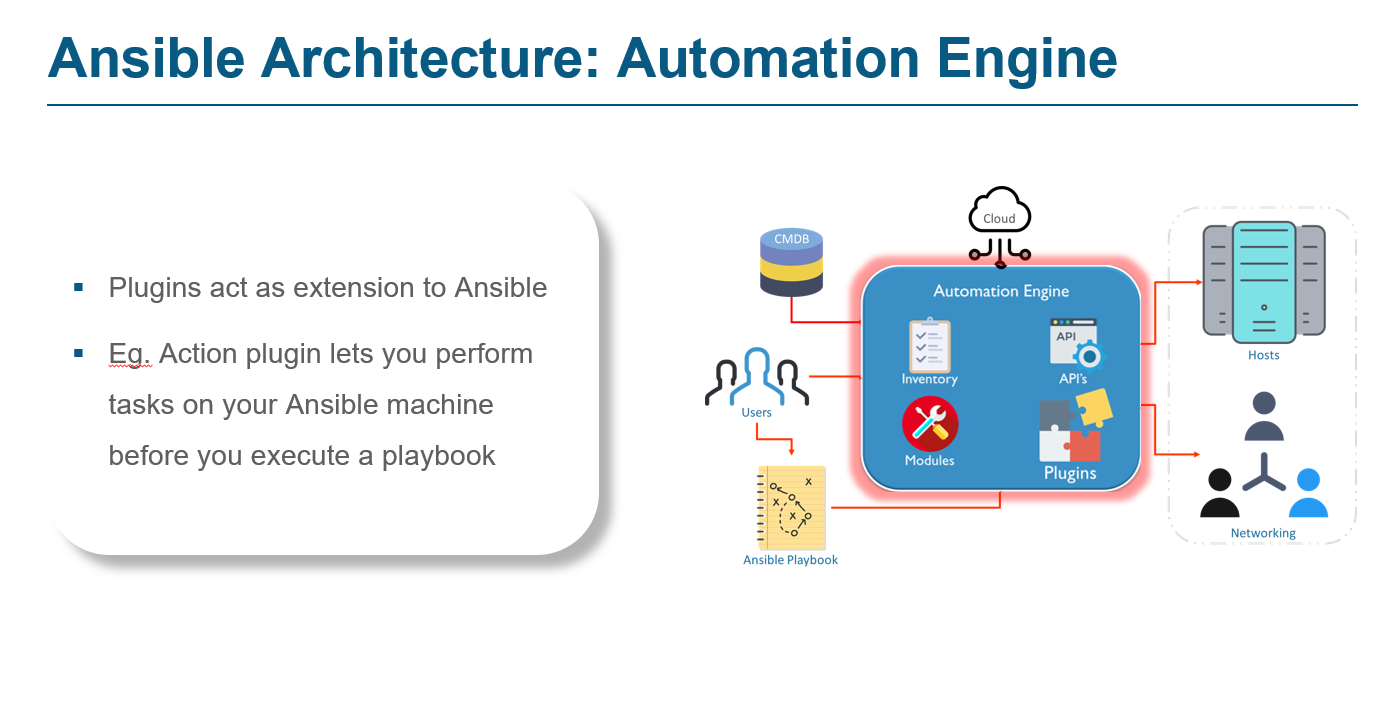 Ansible Architecture: Automation Engine
Plugins act as extension to Ansible
Eg. Action plugin lets you perform
tasks on your Ansible machine
before you execute a playbook
Cloud
CMDB
Automation Engine
API
Inventory
API's
Hosts
Users
Modules
Plugins
x
x
x
Networking
Ansible Playbook